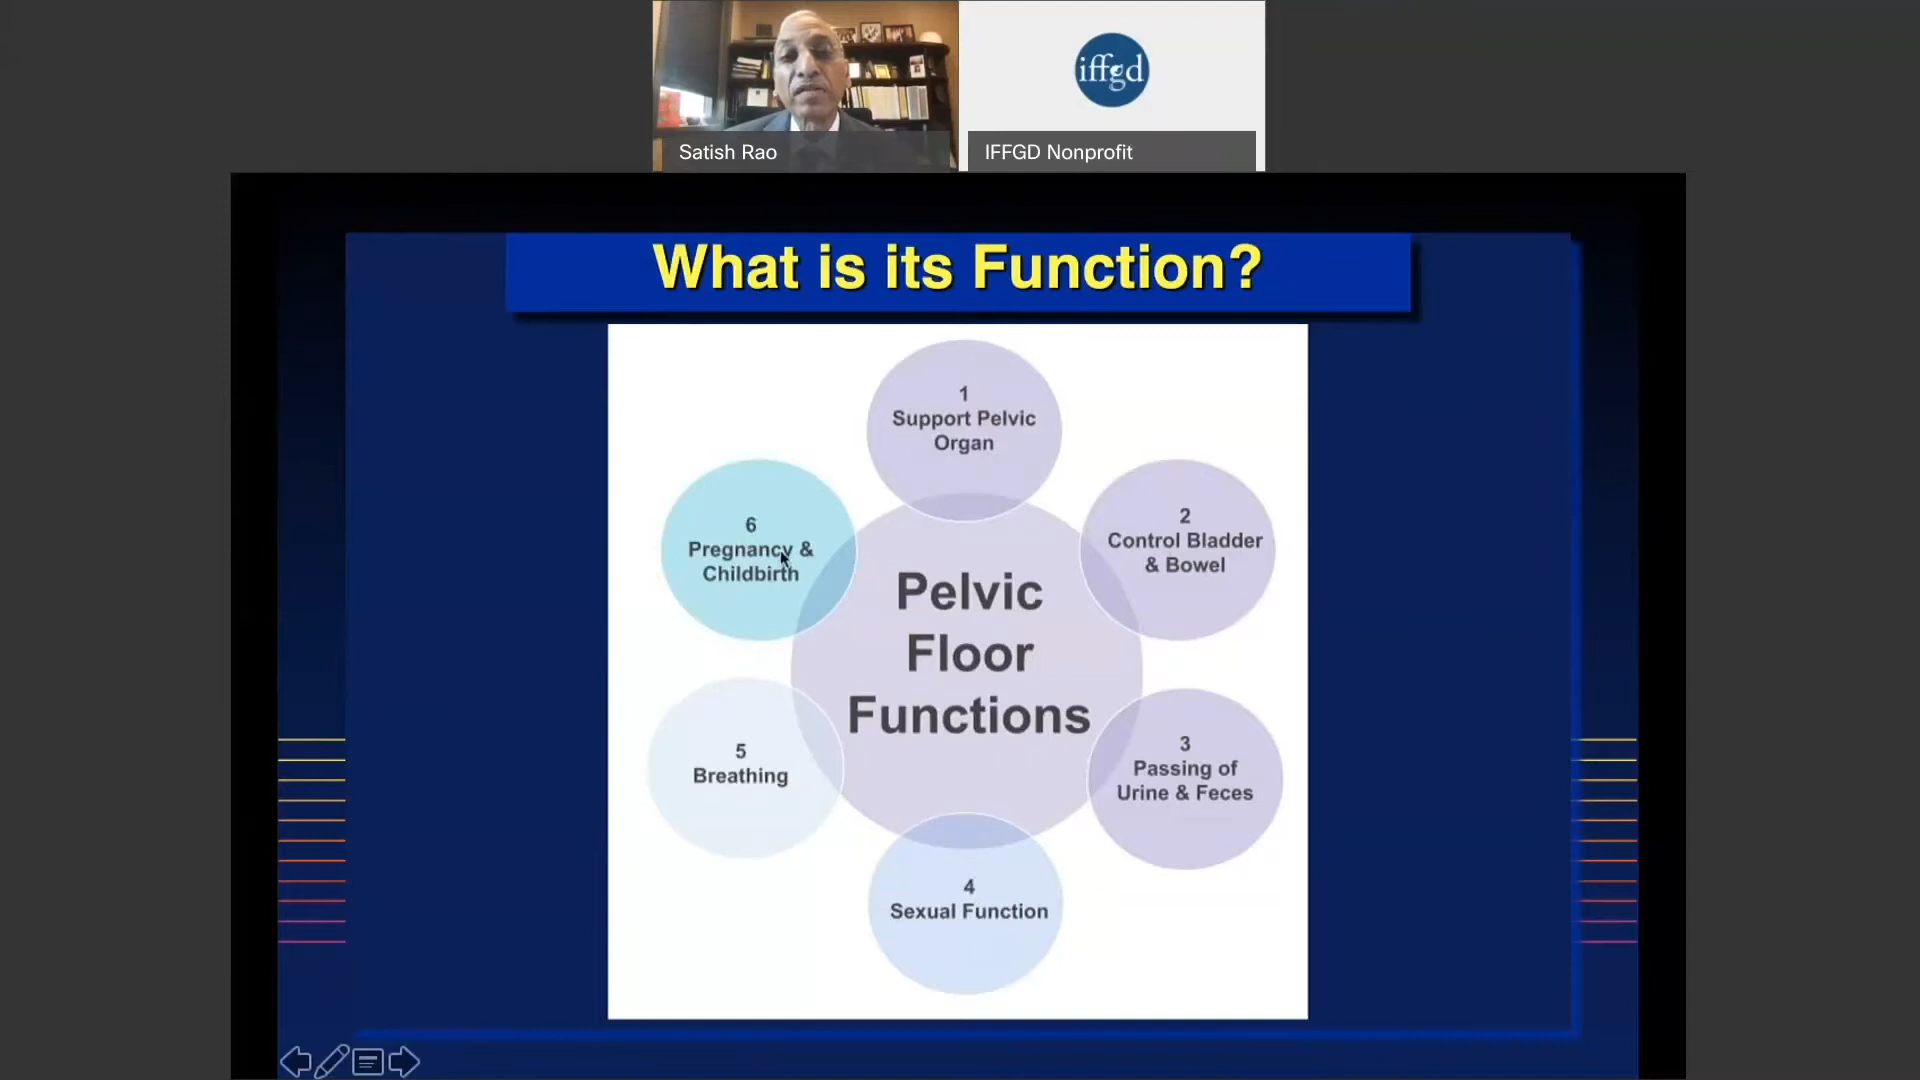 iffgd
Satish Rao
IFFGD Nonprofit
What is its Function?
1
Support Pelvic
Organ
2
Control Bladder
& Bowel
3
Passing of
Urine & Feces
4
Sexual Function
5
Breathing
6
Pregnancy &
Childbirth
Pelvic
Floor
Functions